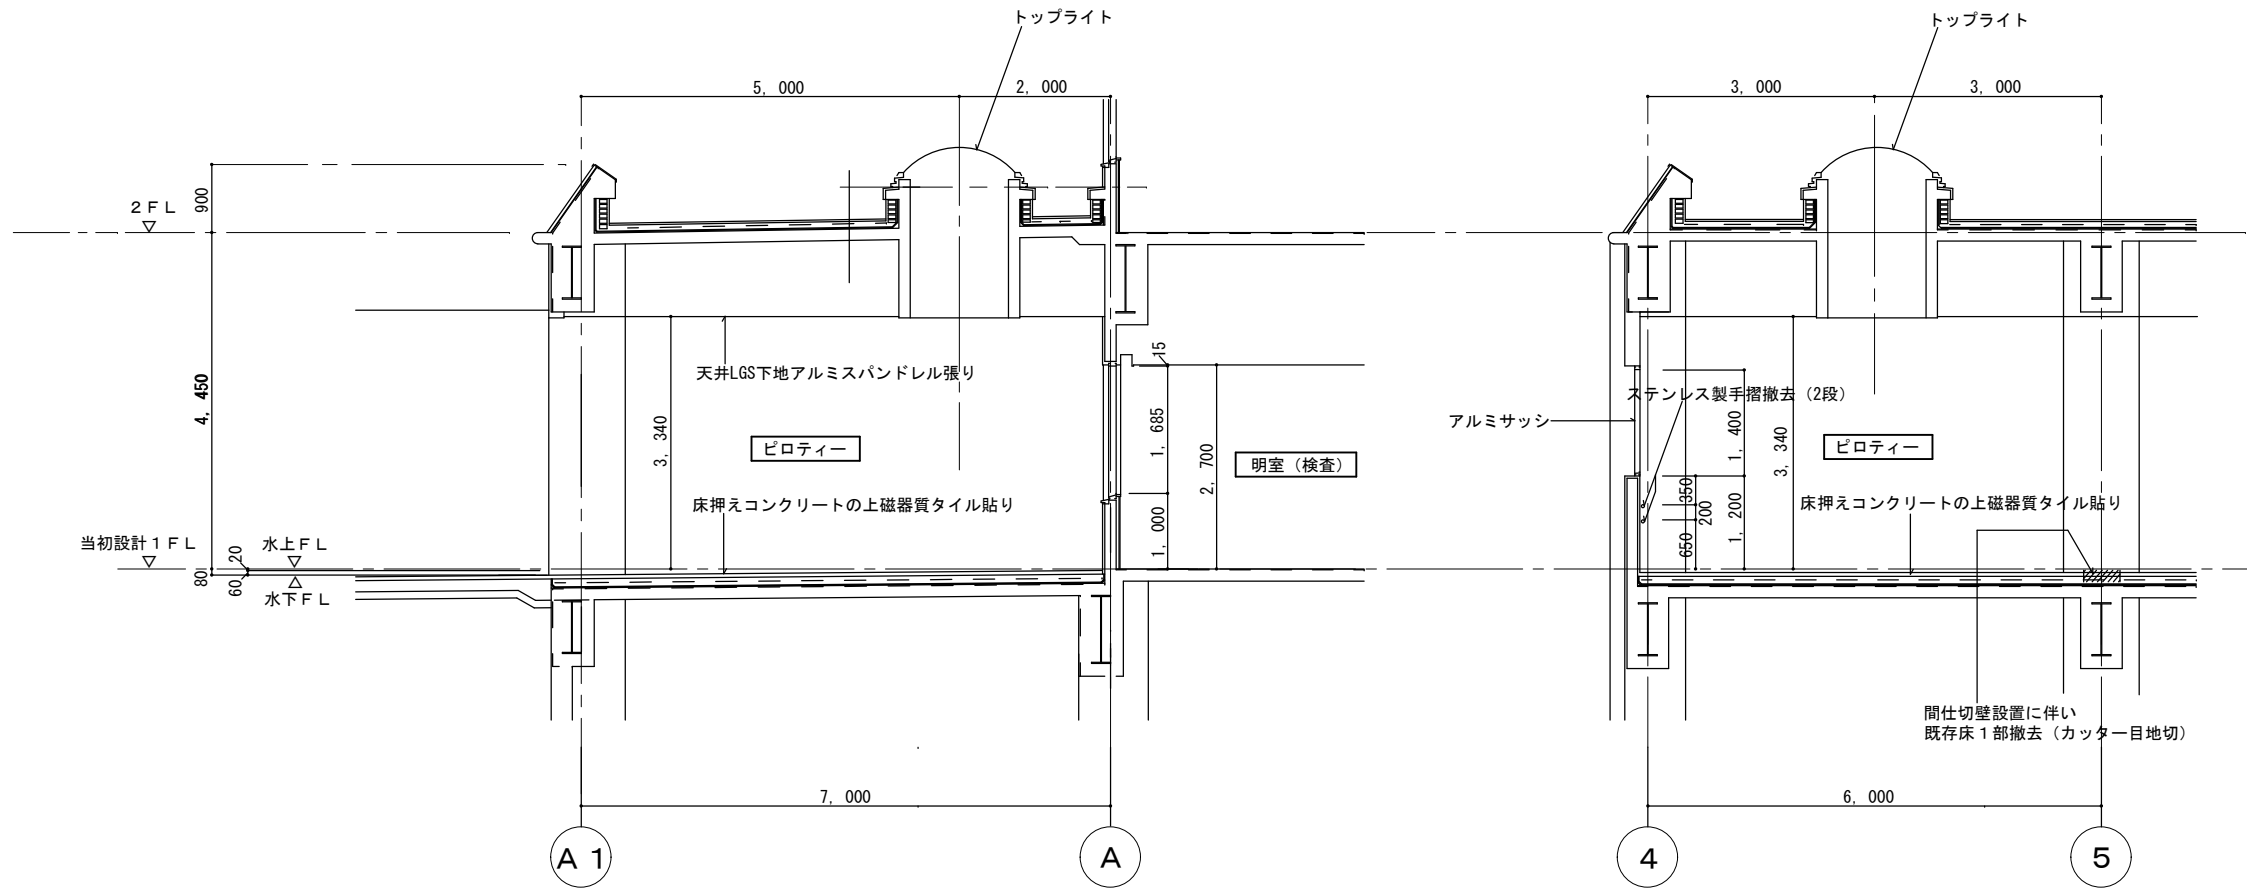 トップライト
トップライト
5, 000
2, 000
3, 000
3, 000
900
2FL
4, 450
天井LGS下地アルミスパンドレル張り
15
ステンレス製手摺撤去（2段）
アルミサッシ
3, 340
ピロティー
1, 685
2, 700
明室（検査）
1, 400
3, 340
ピロティー
床押えコンクリートの上磁器質タイル貼り
1, 000
350
200
650
1, 200
床押えコンクリートの上磁器質タイル貼り
当初設計1FL
水上FL
20
80
60
水下FL
間仕切壁設置に伴い
既存床1部撤去（カッター目地切）
7, 000
6, 000
A1
A
4
5